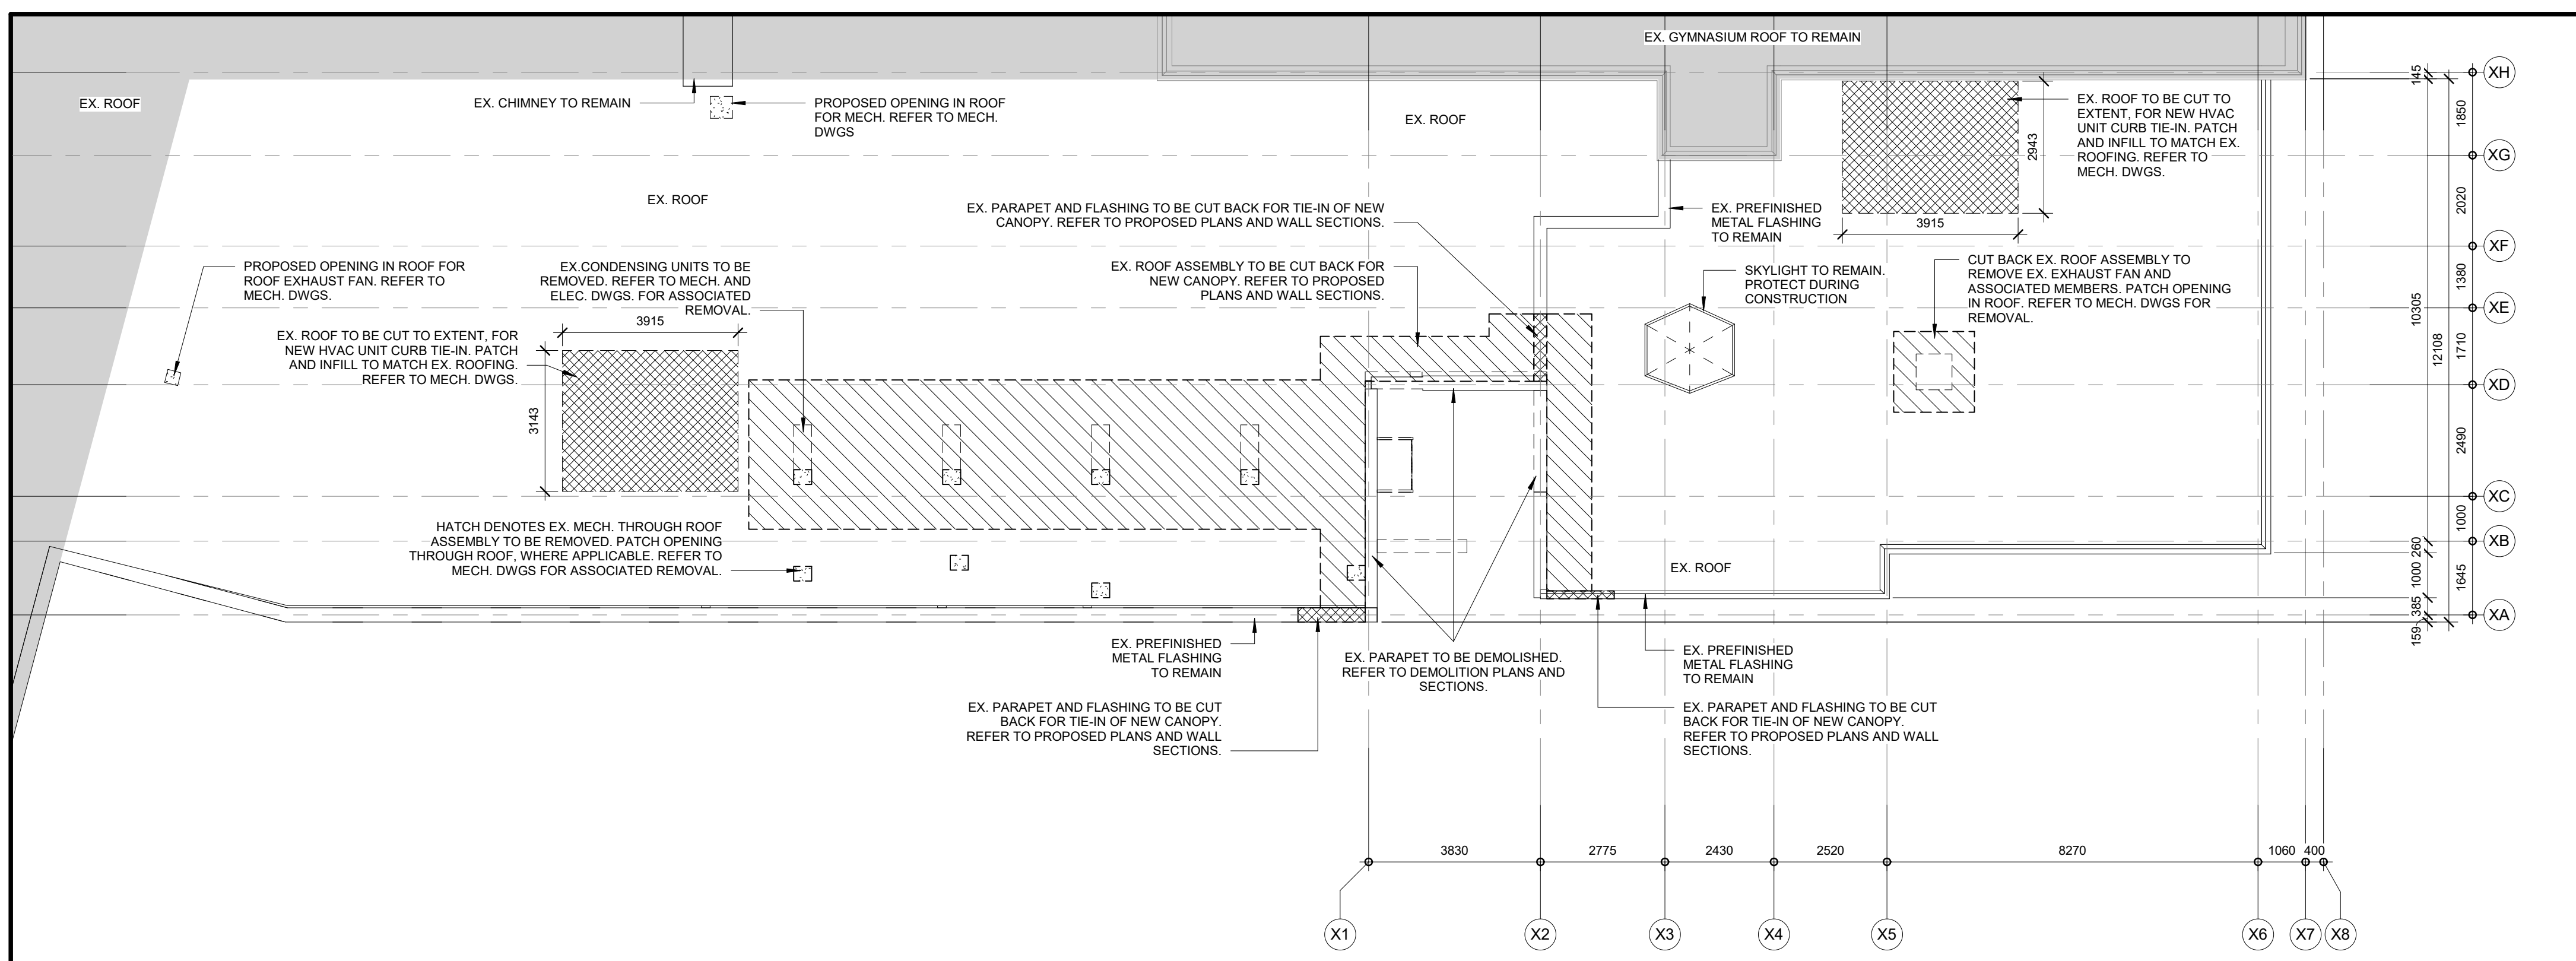 EX. GYMNASIUM ROOF TO REMAIN
EX. ROOF
EX. CHIMNEY TO REMAIN
PROPOSED OPENING IN ROOF
FOR MECH. REFER TO MECH.
DWGS
EX. ROOF
EX. ROOF TO BE CUT TO
EXTENT, FOR NEW HVAC
UNIT CURB TIE-IN. PATCH
AND INFILL TO MATCH EX.
ROOFING. REFER TO
MECH. DWGS.
2943
3915
EX. ROOF
EX. PARAPET AND FLASHING TO BE CUT BACK FOR TIE-IN OF NEW
CANOPY. REFER TO PROPOSED PLANS AND WALL SECTIONS.
EX. PREFINISHED
METAL FLASHING
TO REMAIN
PROPOSED OPENING IN ROOF FOR
ROOF EXHAUST FAN. REFER TO
MECH. DWGS.
EX.CONDENSING UNITS TO BE
REMOVED. REFER TO MECH. AND
ELEC. DWGS. FOR ASSOCIATED
REMOVAL.
EX. ROOF ASSEMBLY TO BE CUT BACK FOR
NEW CANOPY. REFER TO PROPOSED
PLANS AND WALL SECTIONS.
SKYLIGHT TO REMAIN.
PROTECT DURING
CONSTRUCTION
CUT BACK EX. ROOF ASSEMBLY TO
REMOVE EX. EXHAUST FAN AND
ASSOCIATED MEMBERS. PATCH OPENING
IN ROOF. REFER TO MECH. DWGS FOR
REMOVAL.
3915
EX. ROOF TO BE CUT TO EXTENT, FOR
NEW HVAC UNIT CURB TIE-IN. PATCH
AND INFILL TO MATCH EX. ROOFING.
REFER TO MECH. DWGS.
3143
HATCH DENOTES EX. MECH. THROUGH ROOF
ASSEMBLY TO BE REMOVED. PATCH OPENING
THROUGH ROOF, WHERE APPLICABLE. REFER TO
MECH. DWGS FOR ASSOCIATED REMOVAL.
EX. ROOF
EX. PREFINISHED
METAL FLASHING
TO REMAIN
EX. PARAPET TO BE DEMOLISHED.
REFER TO DEMOLITION PLANS AND
SECTIONS.
EX. PREFINISHED
METAL FLASHING
TO REMAIN
EX. PARAPET AND FLASHING TO BE CUT
BACK FOR TIE-IN OF NEW CANOPY.
REFER TO PROPOSED PLANS AND WALL
SECTIONS.
EX. PARAPET AND FLASHING TO BE CUT
BACK FOR TIE-IN OF NEW CANOPY.
REFER TO PROPOSED PLANS AND WALL
SECTIONS.
145
10305
260
1000
385
159
12108
1850
2020
1380
1710
2490
1000
1645
XH
XG
XF
XE
XD
XC
XB
XA
3830
2775
2430
2520
8270
1060
400
X1
X2
X3
X4
X5
X6
X7
X8